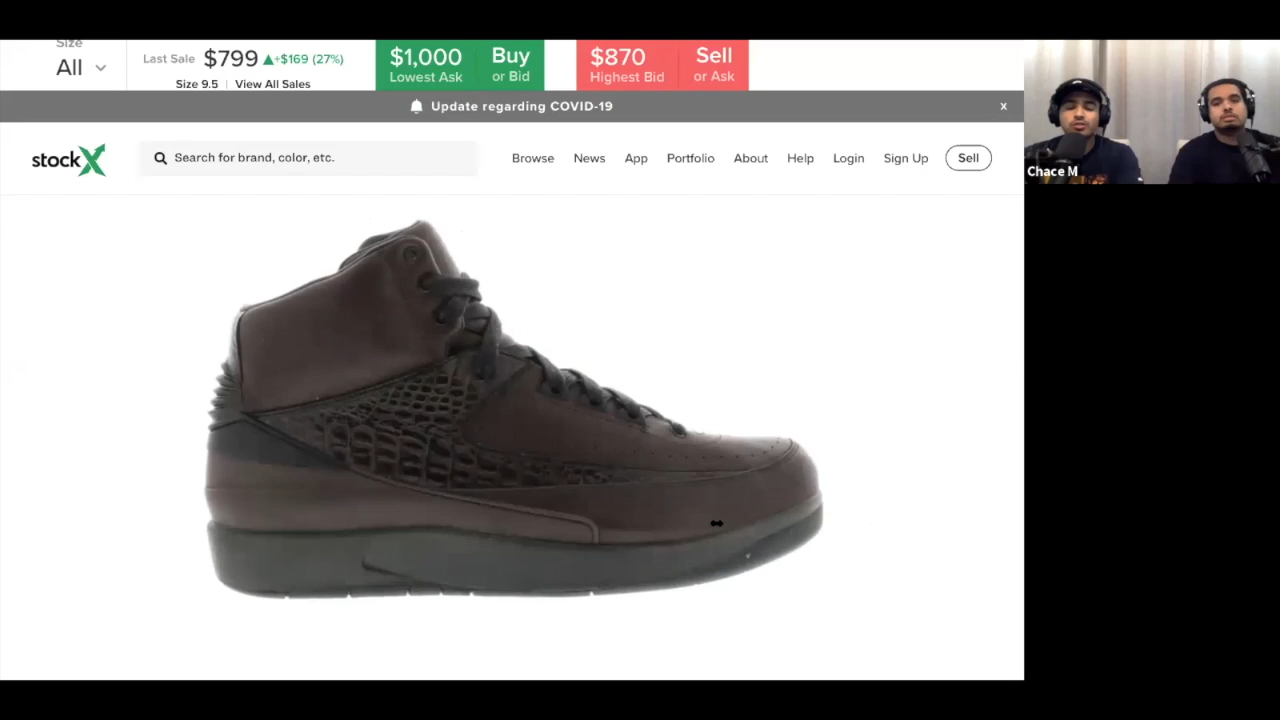 Size
All
Last Sale $799 ▲+$169 (27%)
Size 9.5 | View All Sales
$1,000 Buy
Lowest Ask or Bid
$870 Sell
Highest Bid or Ask
Update regarding COVID-19
x
stockX
Search for brand, color, etc.
Browse News App Portfolio About Help Login Sign Up Sell
Chace M